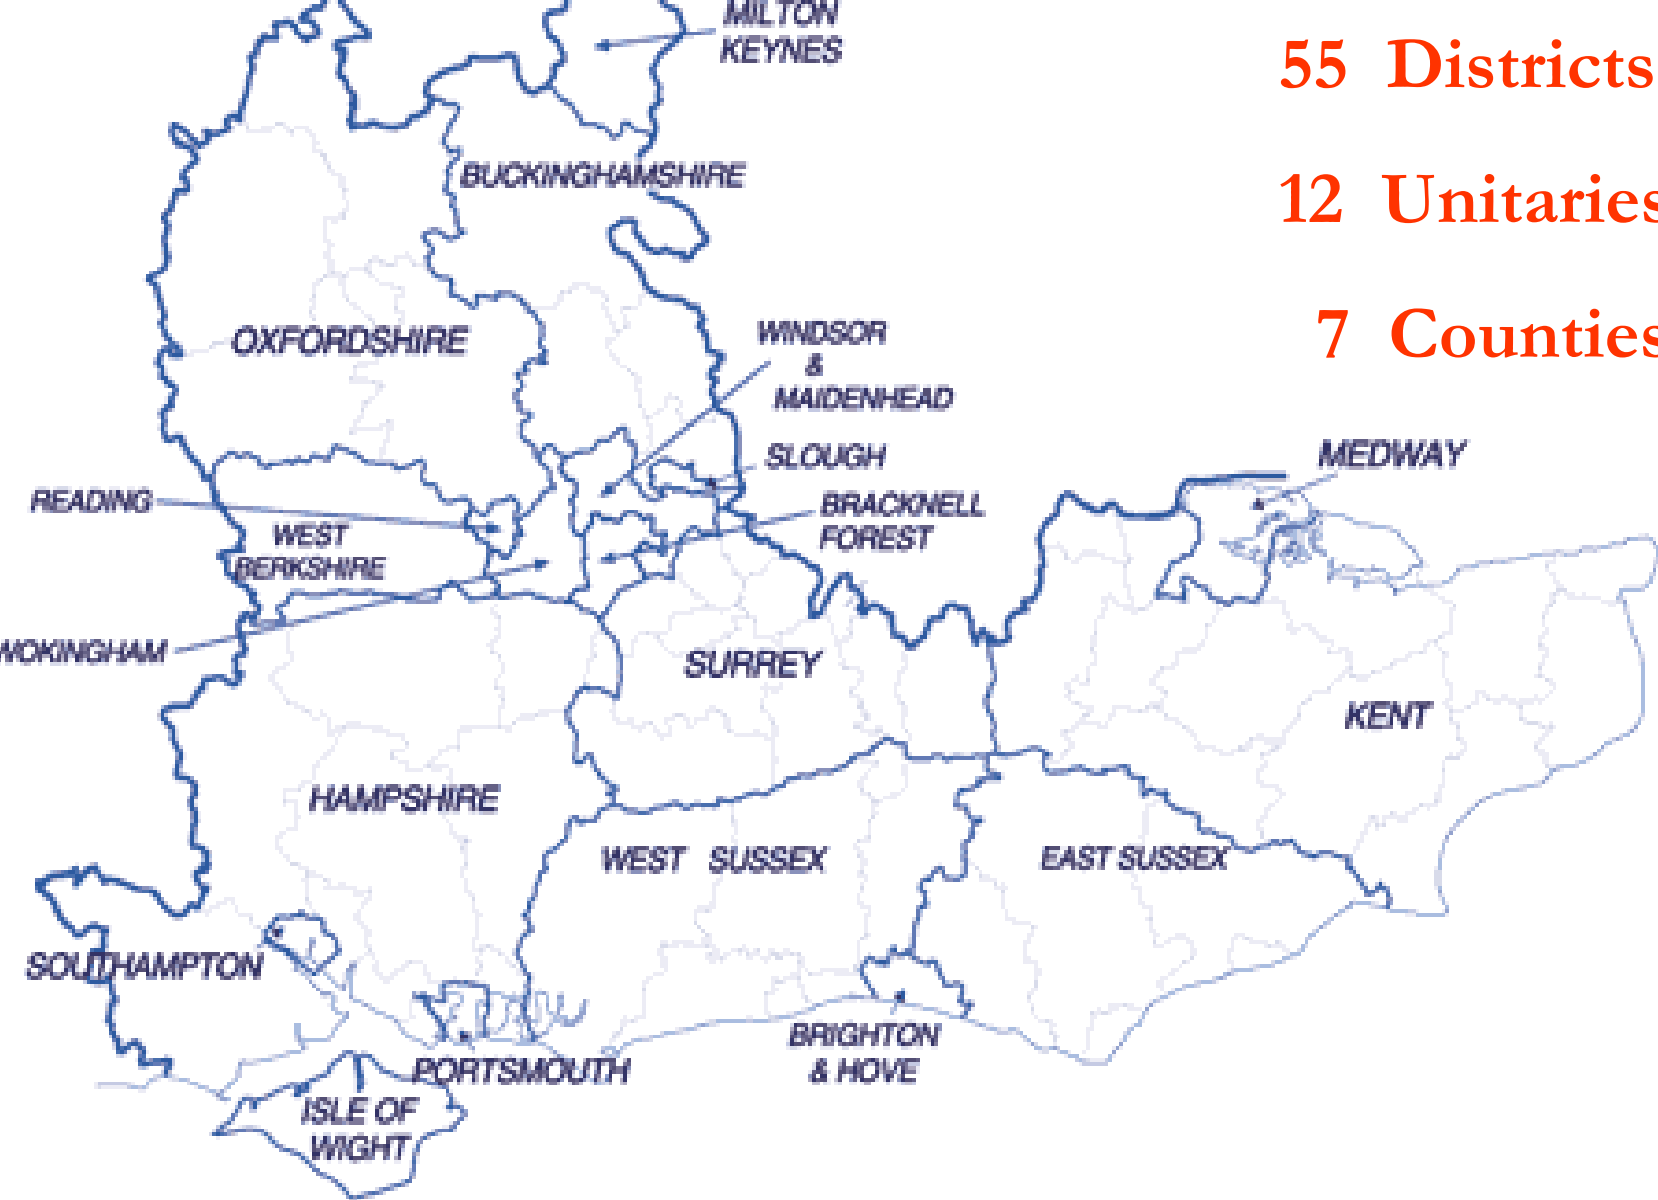 MILTON
KEYNES
55 Districts
BUCKINGHAMSHIRE
12 Unitaries
7 Counties
OXFORDSHIRE
WINDSOR
&
MAIDENHEAD
SLOUGH
MEDWAY
READING
WEST
BERKSHIRE
BRACKNELL
FOREST
WOKINGHAM
SURREY
KENT
HAMPSHIRE
WEST SUSSEX
EAST SUSSEX
SOUTHAMPTON
PORTSMOUTH
BRIGHTON
& HOVE
ISLE OF
WIGHT